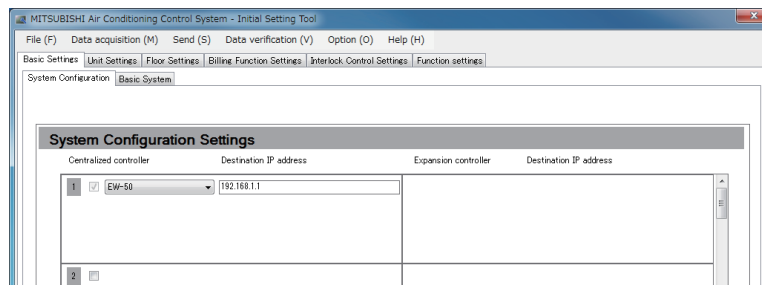 MITSUBISHI Air Conditioning Control System - Initial Setting Tool
File (F) Data acquisition (M) Send (S) Data verification (V) Option (O) Help (H)
Basic Settings Unit Settings Floor Settings Billing Function Settings Interlock Control Settings Function settings
System Configuration Basic System
System Configuration Settings
Centralized controller Destination IP address Expansion controller Destination IP address
1 EW-50 192.168.1.1
2